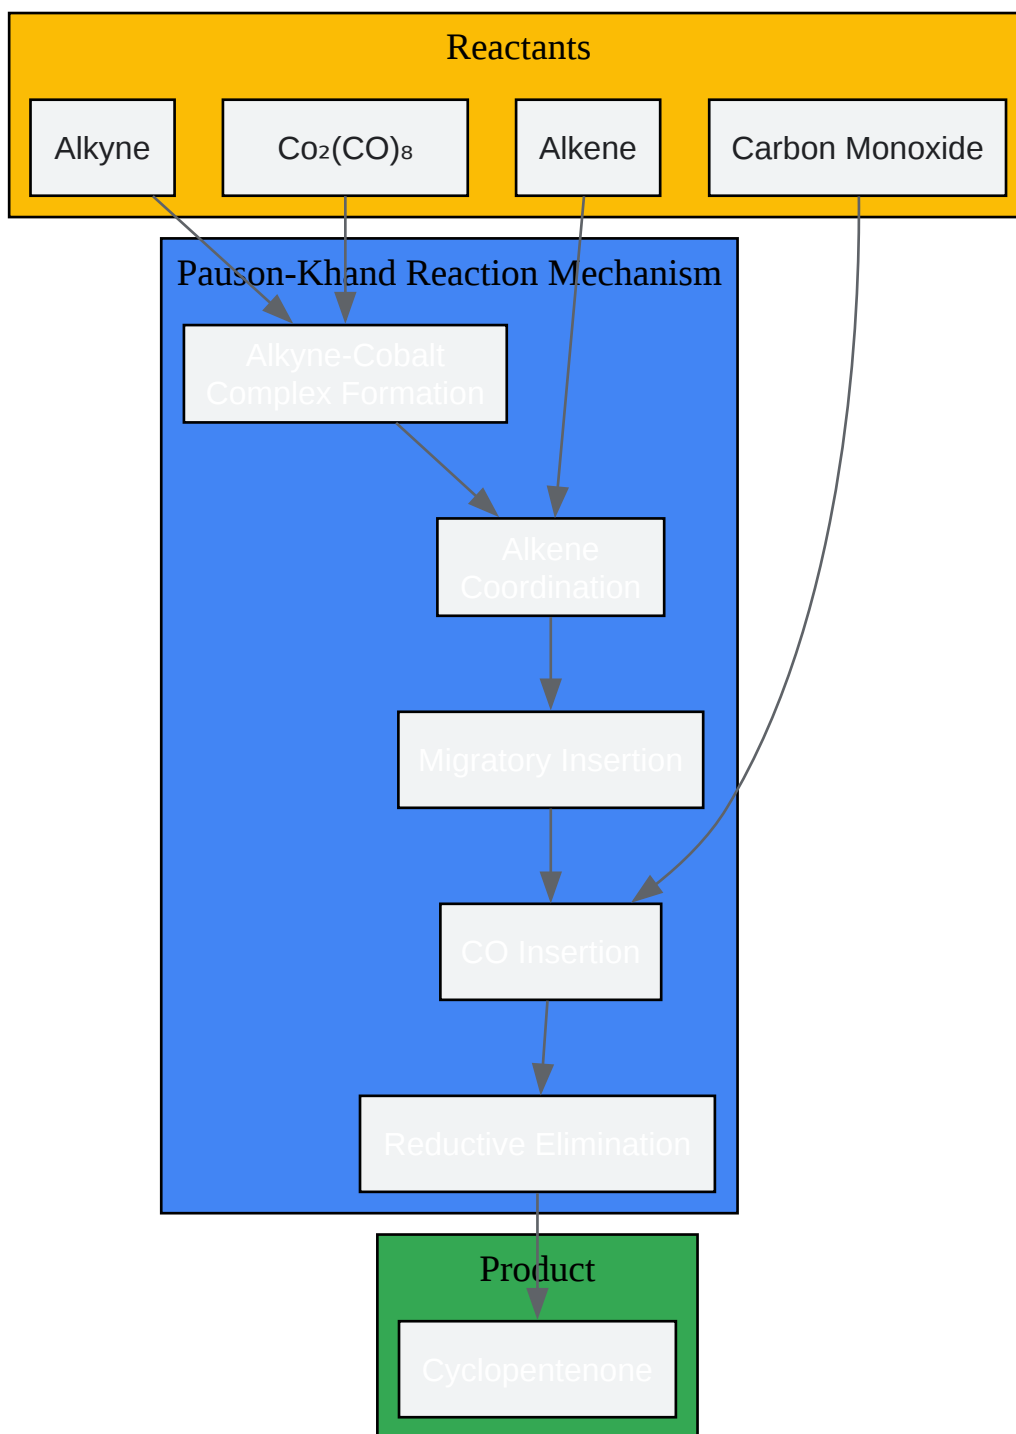 Reactants
Alkyne
Co₂(CO)₈
Alkene
Carbon Monoxide
Pauson-Khand Reaction Mechanism
Alkyne-Cobalt
Complex Formation
Alkene
Coordination
Migratory Insertion
CO Insertion
Reductive Elimination
Product
Cyclopentenone